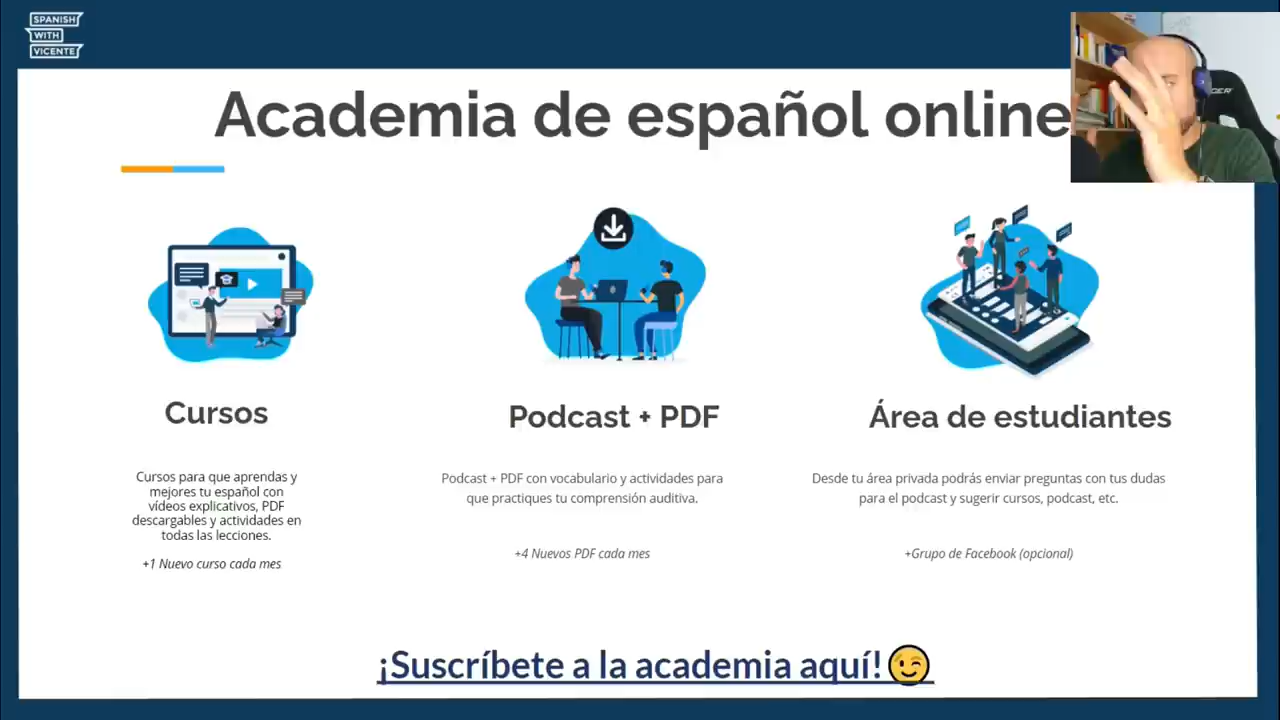 SPANISH
WITH
VICENTE
Academia de español online
Cursos
Cursos para que aprendas y
mejores tu español con
vídeos explicativos, PDF
descargables y actividades en
todas las lecciones.
+1 Nuevo curso cada mes
Podcast + PDF
Podcast + PDF con vocabulario y actividades para
que practiques tu comprensión auditiva.
+4 Nuevos PDF cada mes
Área de estudiantes
Desde tu área privada podrás enviar preguntas con tus dudas
para el podcast y sugerir cursos, podcast, etc.
+Grupo de Facebook (opcional)
¡Suscríbete a la academia aquí!